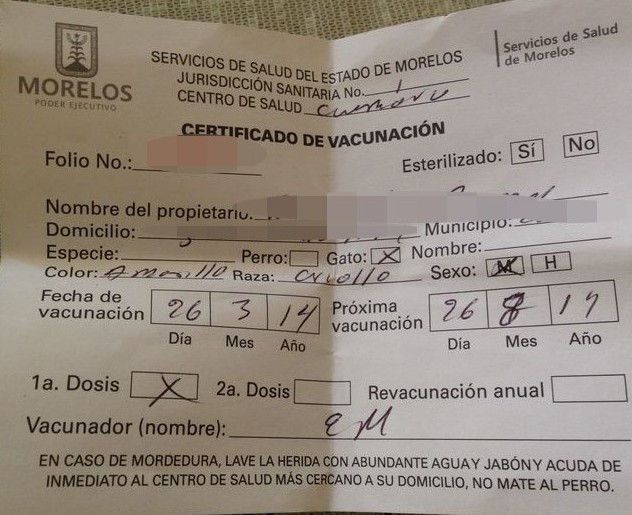 MORELOS
PODER EJECUTIVO
SERVICIOS DE SALUD DEL ESTADO DE MORELOS
JURISDICCIÓN SANITARIA No. 1
CENTRO DE SALUD
Servicios de Salud
de Morelos
CERTIFICADO DE VACUNACIÓN
Folio No.:
Esterilizado: Sí No
Nombre del propietario:
Domicilio: Municipio:
Especie: Perro: Gato: X Nombre:
Color: Amarillo Raza: criollo Sexo: M H
Fecha de vacunación 26 3 14 Próxima vacunación 26 8 14
Día Mes Año Día Mes Año
1a. Dosis X 2a. Dosis Revacunación anual
Vacunador (nombre): EM
EN CASO DE MORDEDURA, LAVE LA HERIDA CON ABUNDANTE AGUA Y JABÓN Y ACUDA DE
INMEDIATO AL CENTRO DE SALUD MÁS CERCANO A SU DOMICILIO, NO MATE AL PERRO.